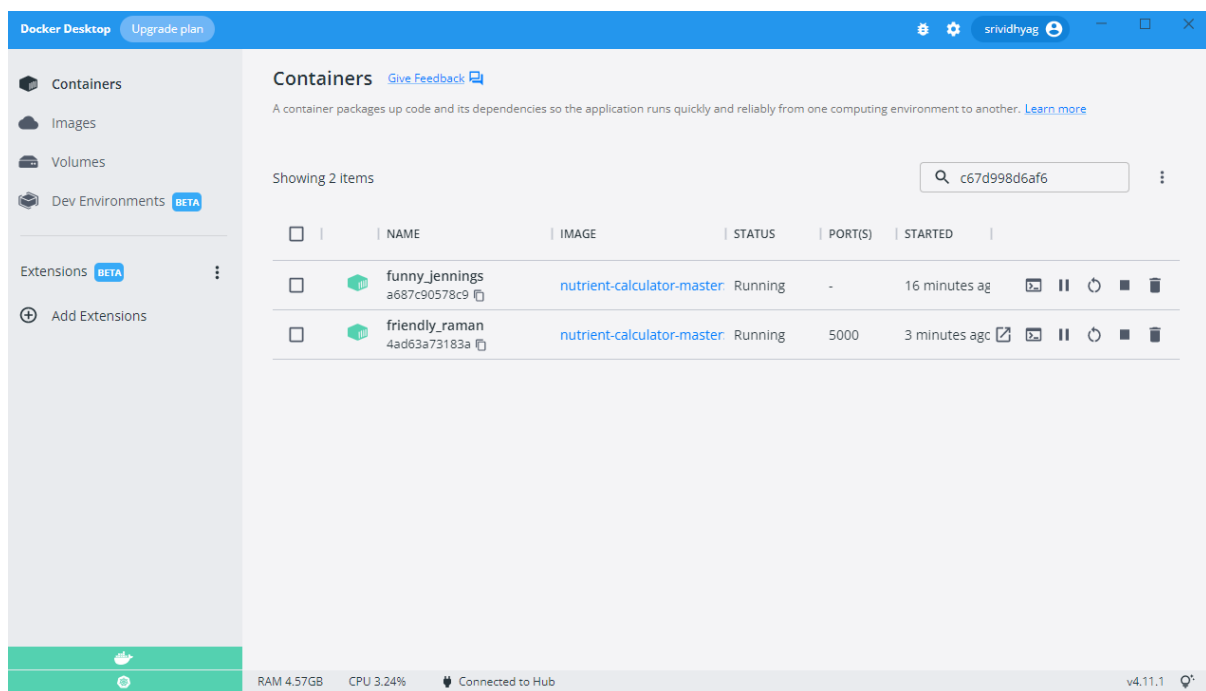 Docker Desktop Upgrade plan srividhyag
Containers
Images
Volumes
Dev Environments BETA
Extensions BETA
Add Extensions
Containers Give Feedback
A container packages up code and its dependencies so the application runs quickly and reliably from one computing environment to another. Learn more
Showing 2 items c67d998d6af6
NAME IMAGE STATUS PORT(S) STARTED
funny_jennings
a687c90578c9
nutrient-calculator-master: Running - 16 minutes ag
friendly_raman
4ad63a73183a
nutrient-calculator-master: Running 5000 3 minutes agc
RAM 4.57GB CPU 3.24% Connected to Hub v4.11.1